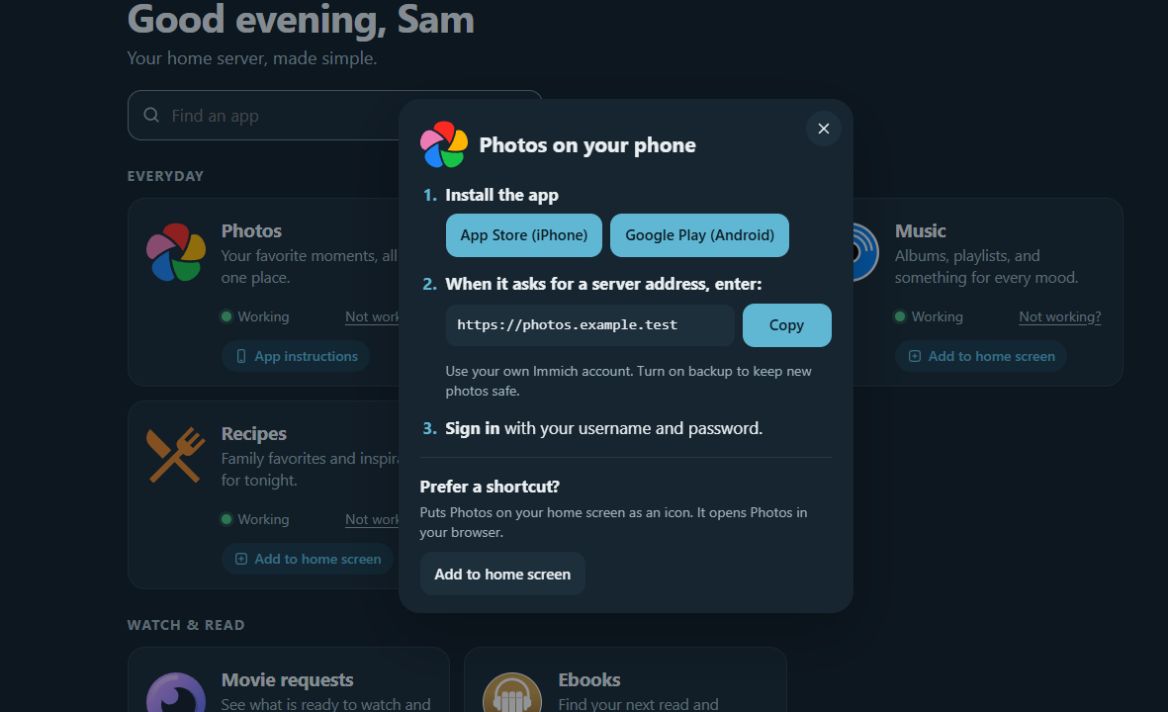 Good evening, Sam
Your home server, made simple.
Find an app
EVERYDAY
Photos
Your favorite moments, all
one place.
Working
Not work
App instructions
Music
Albums, playlists, and
something for every mood.
Working
Not working?
Add to home screen
Recipes
Family favorites and inspira
for tonight.
Working
Not work
Add to home screen
WATCH & READ
Movie requests
See what is ready to watch and
Ebooks
Find your next read and
Photos on your phone
1. Install the app
App Store (iPhone)
Google Play (Android)
2. When it asks for a server address, enter:
https://photos.example.test
Copy
Use your own Immich account. Turn on backup to keep new
photos safe.
3. Sign in with your username and password.
Prefer a shortcut?
Puts Photos on your home screen as an icon. It opens Photos in
your browser.
Add to home screen